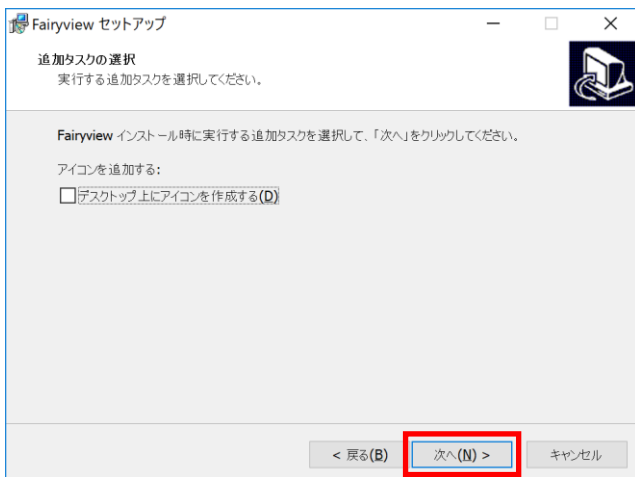 Fairyview セットアップ
追加タスクの選択
実行する追加タスクを選択してください。
Fairyview インストール時に実行する追加タスクを選択して、「次へ」をクリックしてください。
アイコンを追加する:
デスクトップ上にアイコンを作成する(D)
< 戻る(B) 次へ(N) > キャンセル